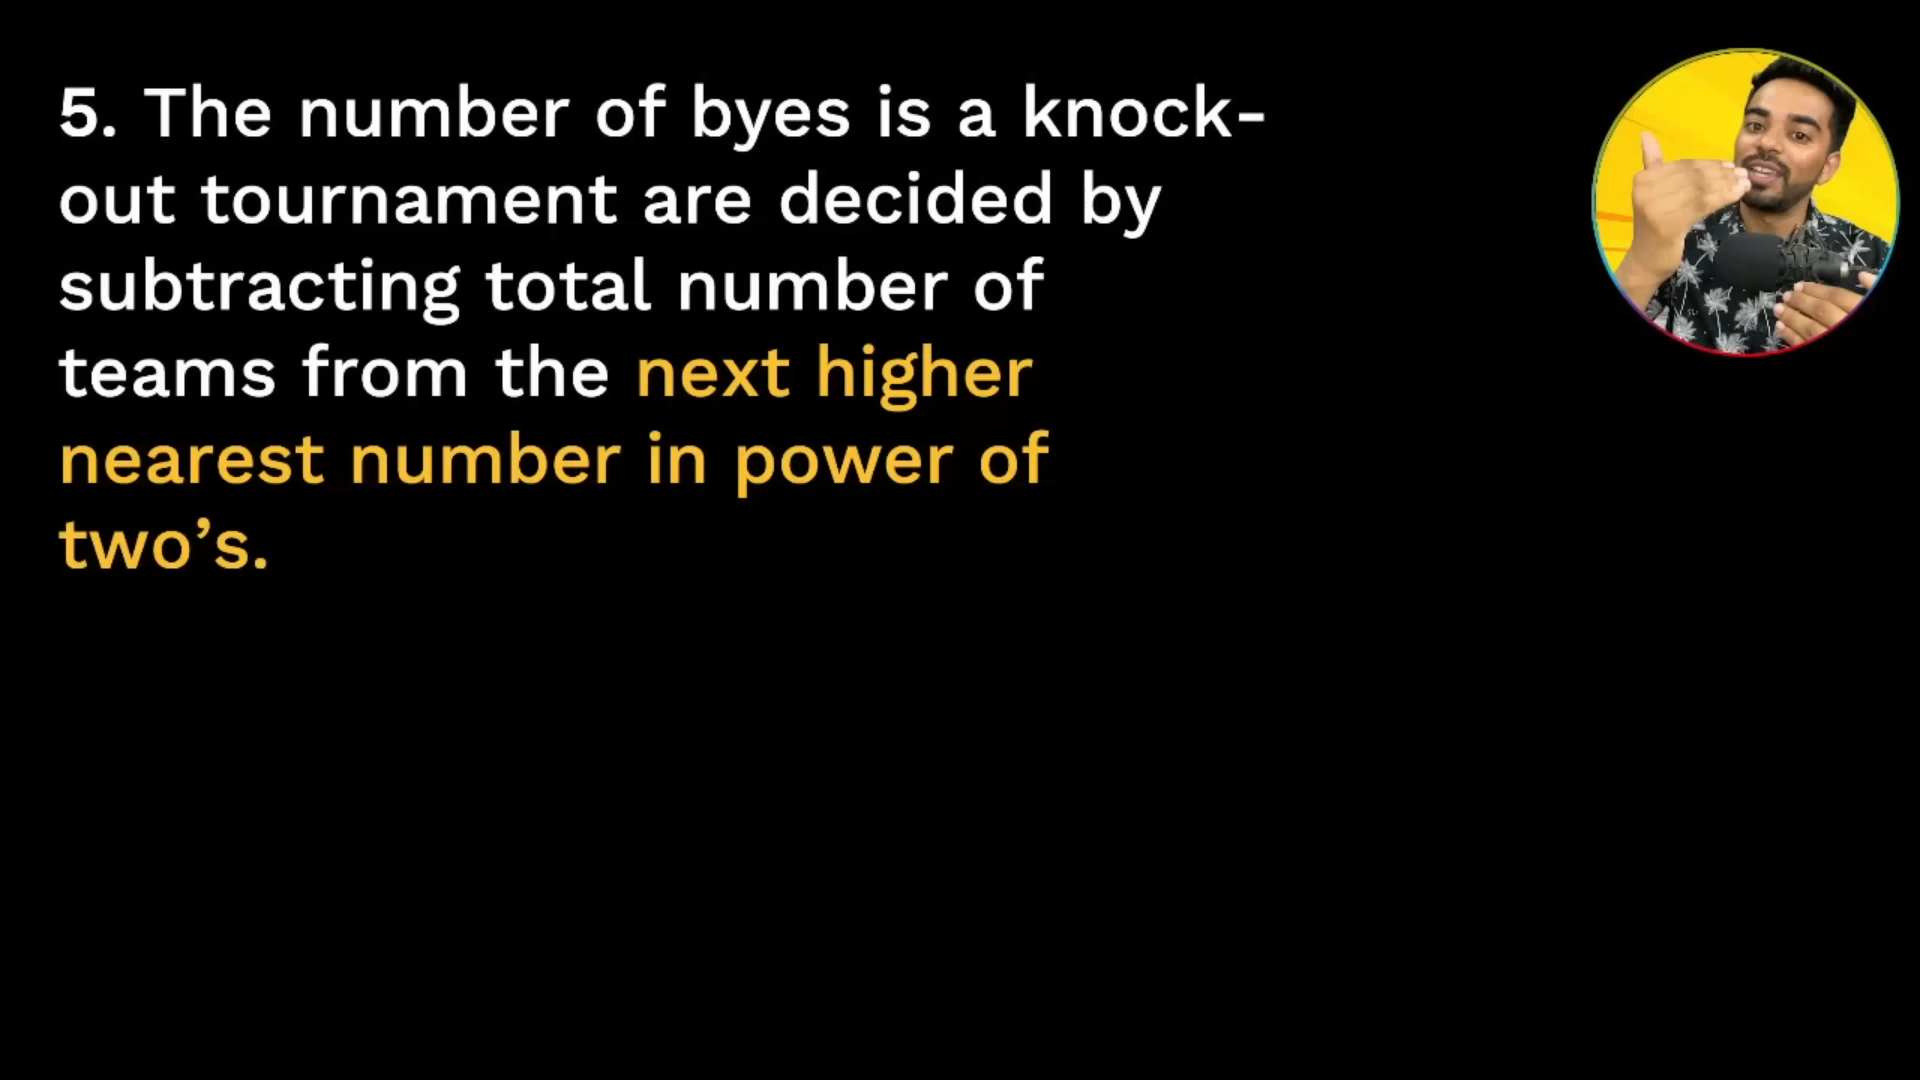 5. The number of byes is a knock-
out tournament are decided by
subtracting total number of
teams from the next higher
nearest number in power of
two’s.